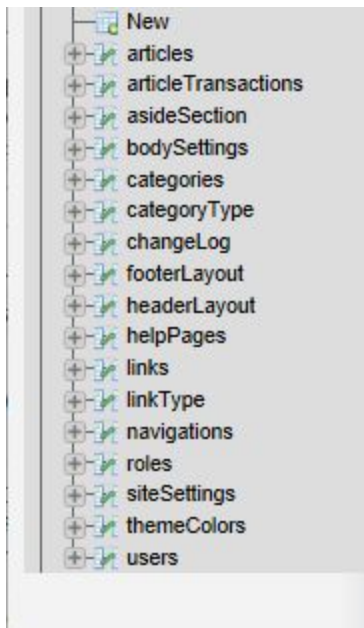 New
articles
articleTransactions
asideSection
bodySettings
categories
categoryType
changeLog
footerLayout
headerLayout
helpPages
links
linkType
navigations
roles
siteSettings
themeColors
users